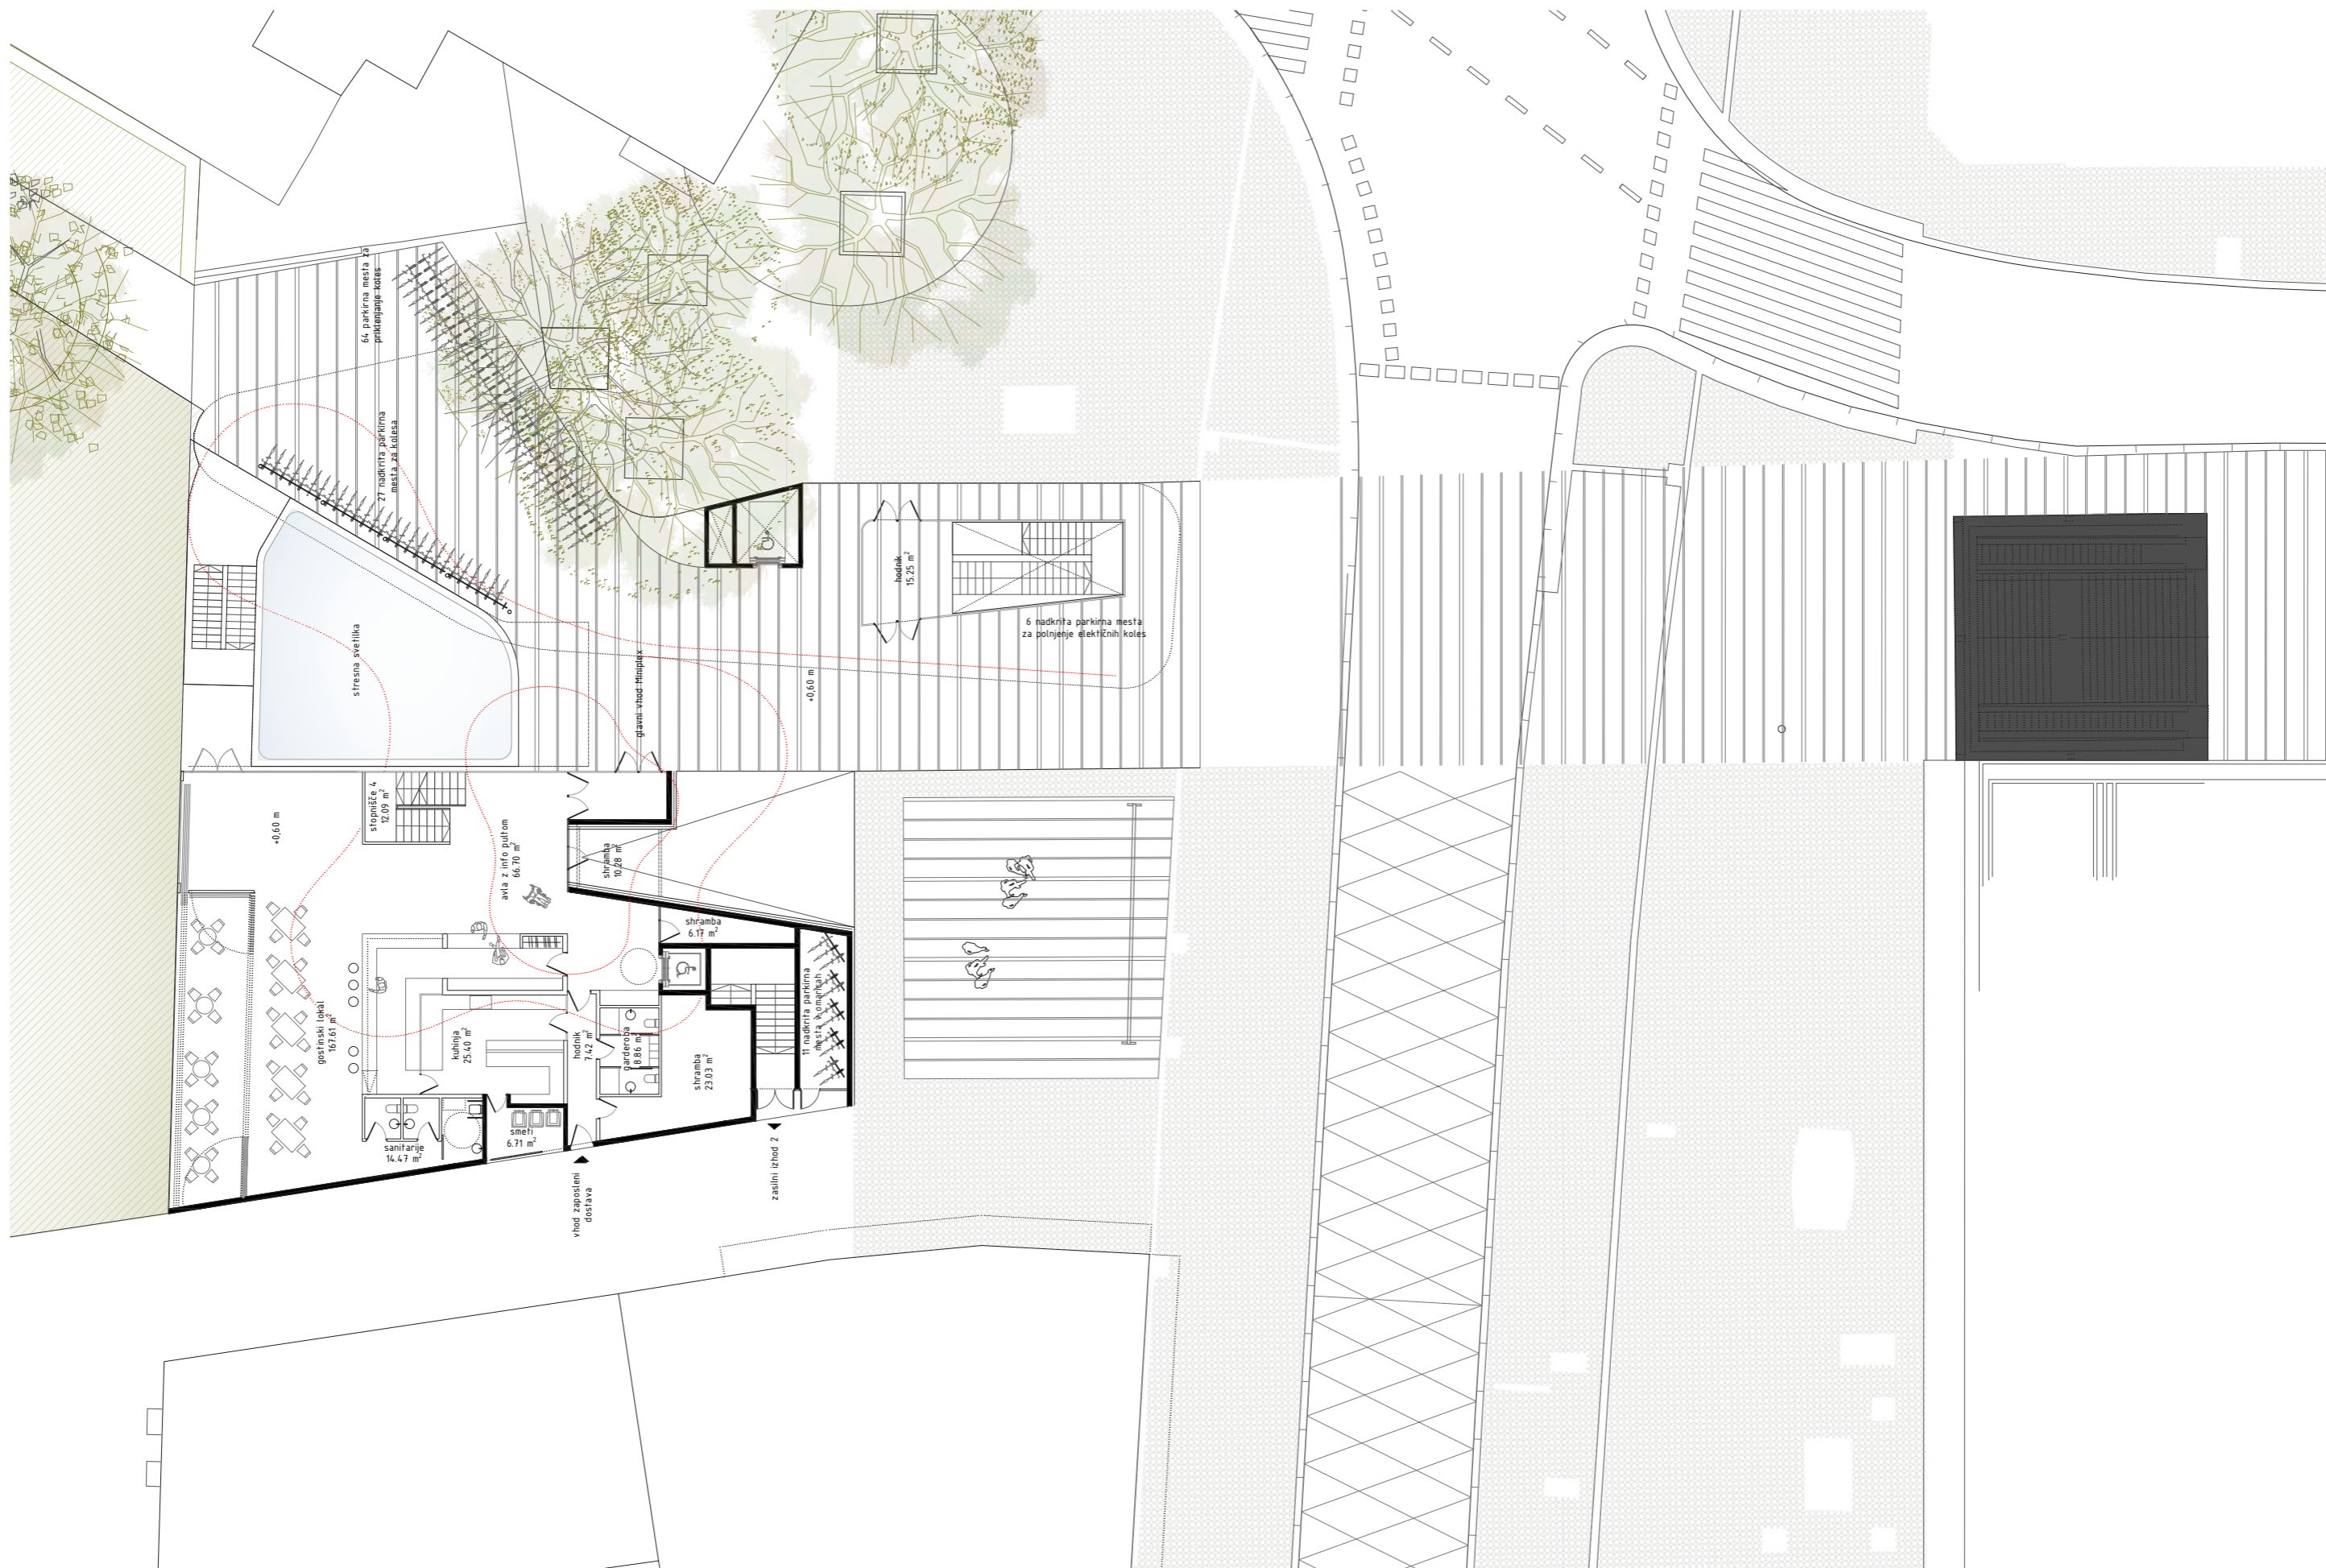 64 parkirna mesta za
priklenjanje koles
27 nadkrita parkirna
mesta za kolesa
hodnik
15.25 m²
6 nadkrita parkirna mesta
za polnjenje elektičnih koles
stresna svetilka
glavni vhod Miniplex
+0,60 m
stopnišče 4
12.09 m²
+0,60 m
avla z info pultom
66.70 m²
shramba
10.28 m²
shramba
6.17 m²
gostinski lokal
167.61 m²
kuhinja
25.40 m²
hodnik
7.42 m²
garderoba
18.86 m²
shramba
23.03 m²
11 nadkrita parkirna
mesta v omaricah
sanitarije
14.47 m²
smeti
6.71 m²
vhod zaposleni
dostava
zasilni izhod 2